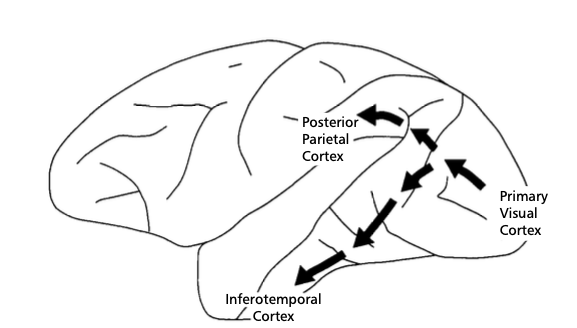 Posterior
Parietal
Cortex
Primary
Visual
Cortex
Inferotemporal
Cortex